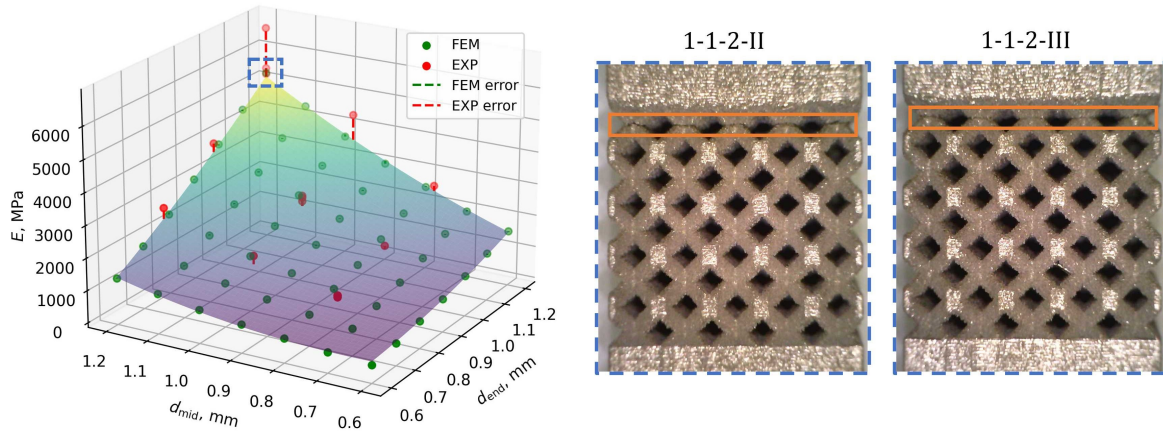 1-1-2-II
1-1-2-III
FEM
EXP
FEM error
EXP error
E, MPa
6000
5000
4000
3000
2000
1000
0
1.2
1.1
1.0
0.9
0.8
0.7
0.6
d_mid, mm
0.6
0.7
0.8
0.9
1.0
1.1
1.2
d_end, mm